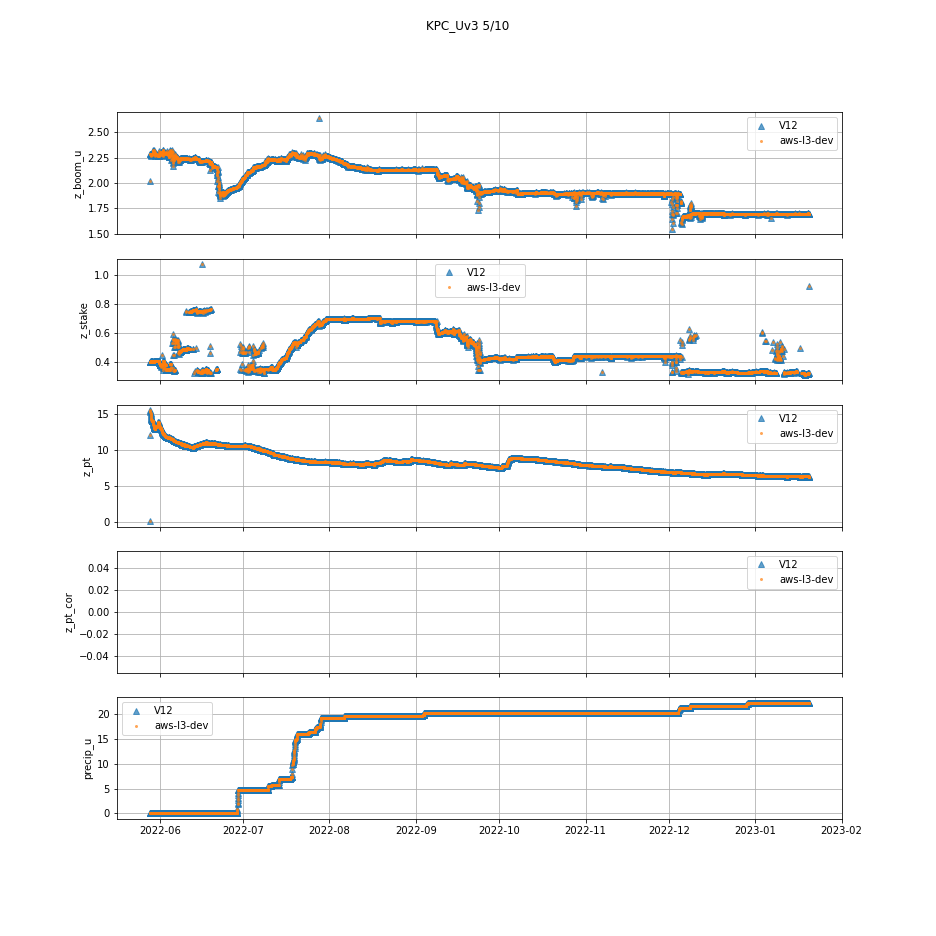 KPC_Uv3 5/10
z_boom_u
2.50
2.25
2.00
1.75
1.50
V12
aws-l3-dev
z_stake
1.0
0.8
0.6
0.4
V12
aws-l3-dev
z_pt
15
10
5
0
V12
aws-l3-dev
z_pt_cor
0.04
0.02
0.00
−0.02
−0.04
V12
aws-l3-dev
precip_u
20
15
10
5
0
V12
aws-l3-dev
2022-06 2022-07 2022-08 2022-09 2022-10 2022-11 2022-12 2023-01 2023-02